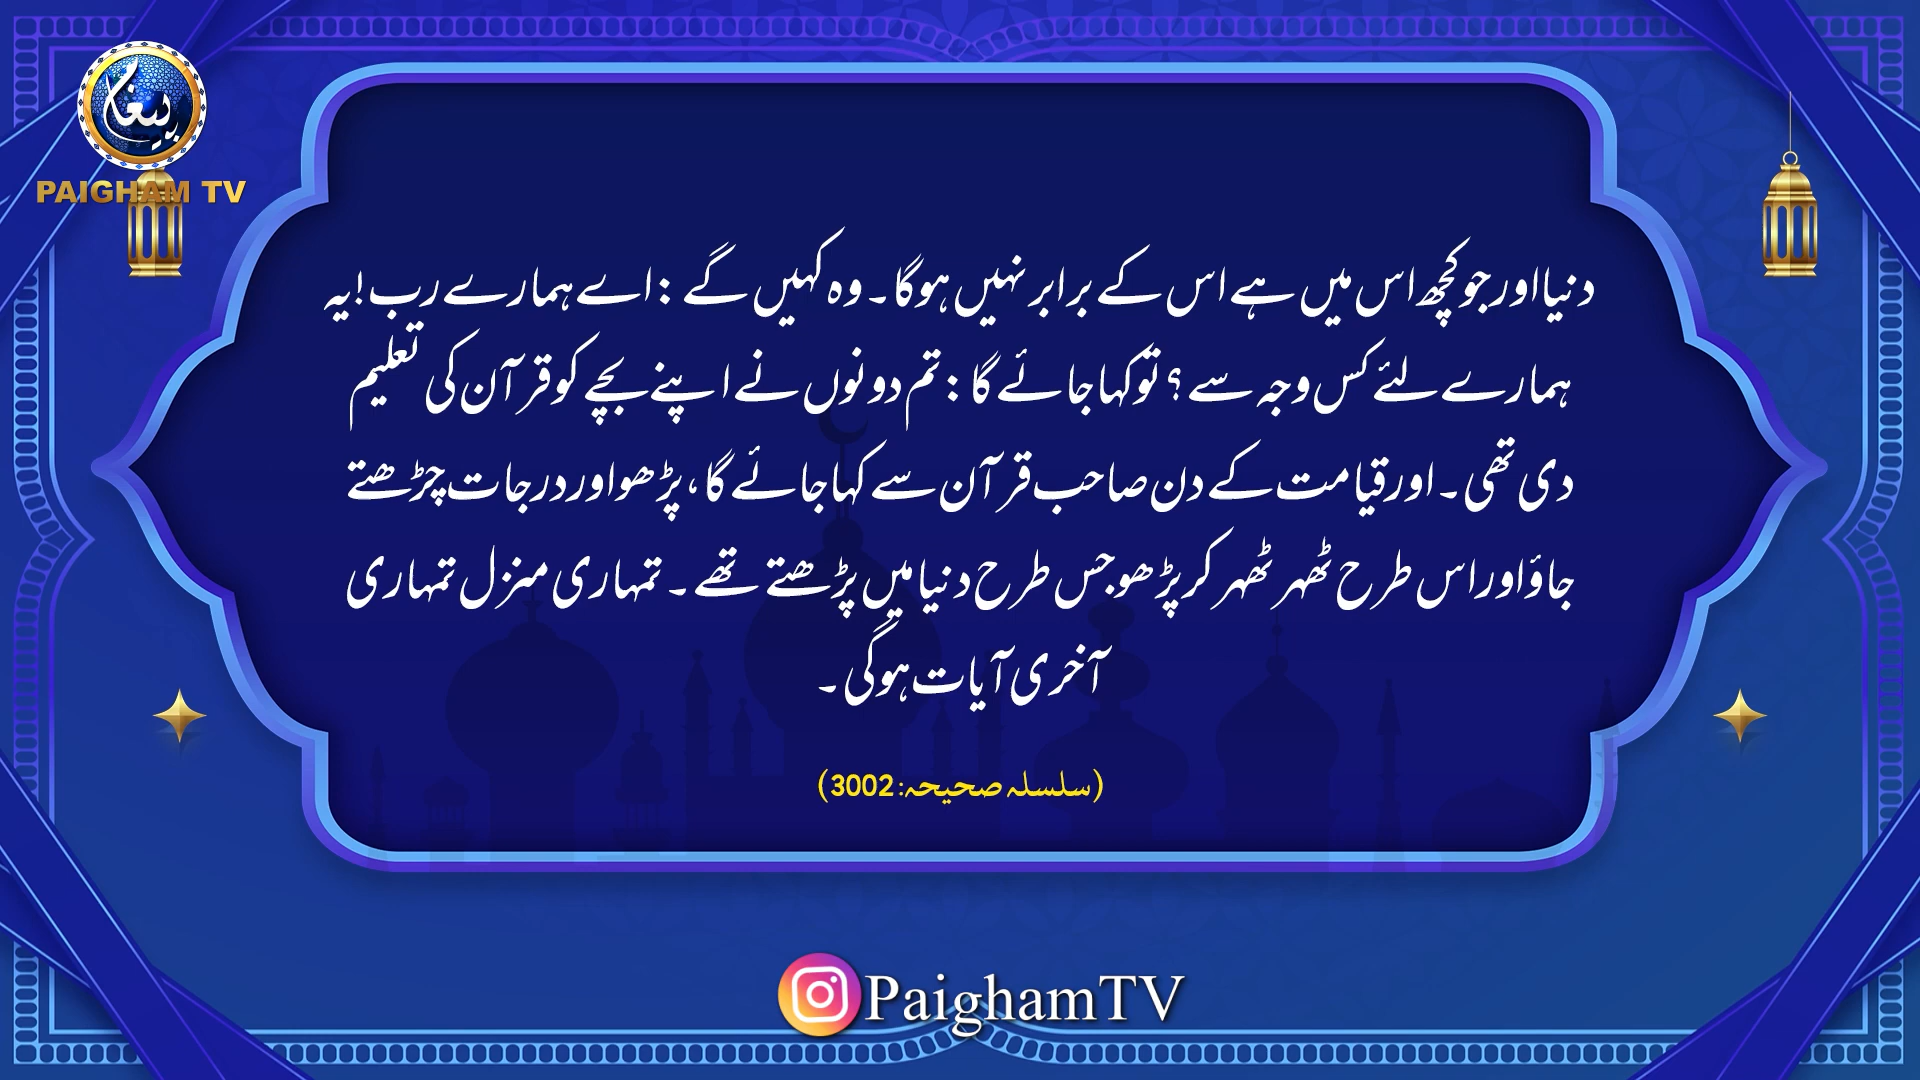 پیغام
PAIGHAM TV
دنیا اور جو کچھ اس میں ہے اس کے برابر نہیں ہوگا۔ وہ کہیں گے : اے ہمارے رب! یہ
ہمارے لئے کس وجہ سے ؟ تو کہا جائے گا : تم دونوں نے اپنے بچے کو قرآن کی تعلیم
دی تھی۔ اور قیامت کے دن صاحب قرآن سے کہا جائے گا، پڑھو اور درجات چڑھتے
جاؤ اور اس طرح ٹھہر ٹھہر کر پڑھو جس طرح دنیا میں پڑھتے تھے۔ تمہاری منزل تمہاری
آخری آیات ہوگی۔
(سلسلہ صحیحہ: 3002)
PaighamTV